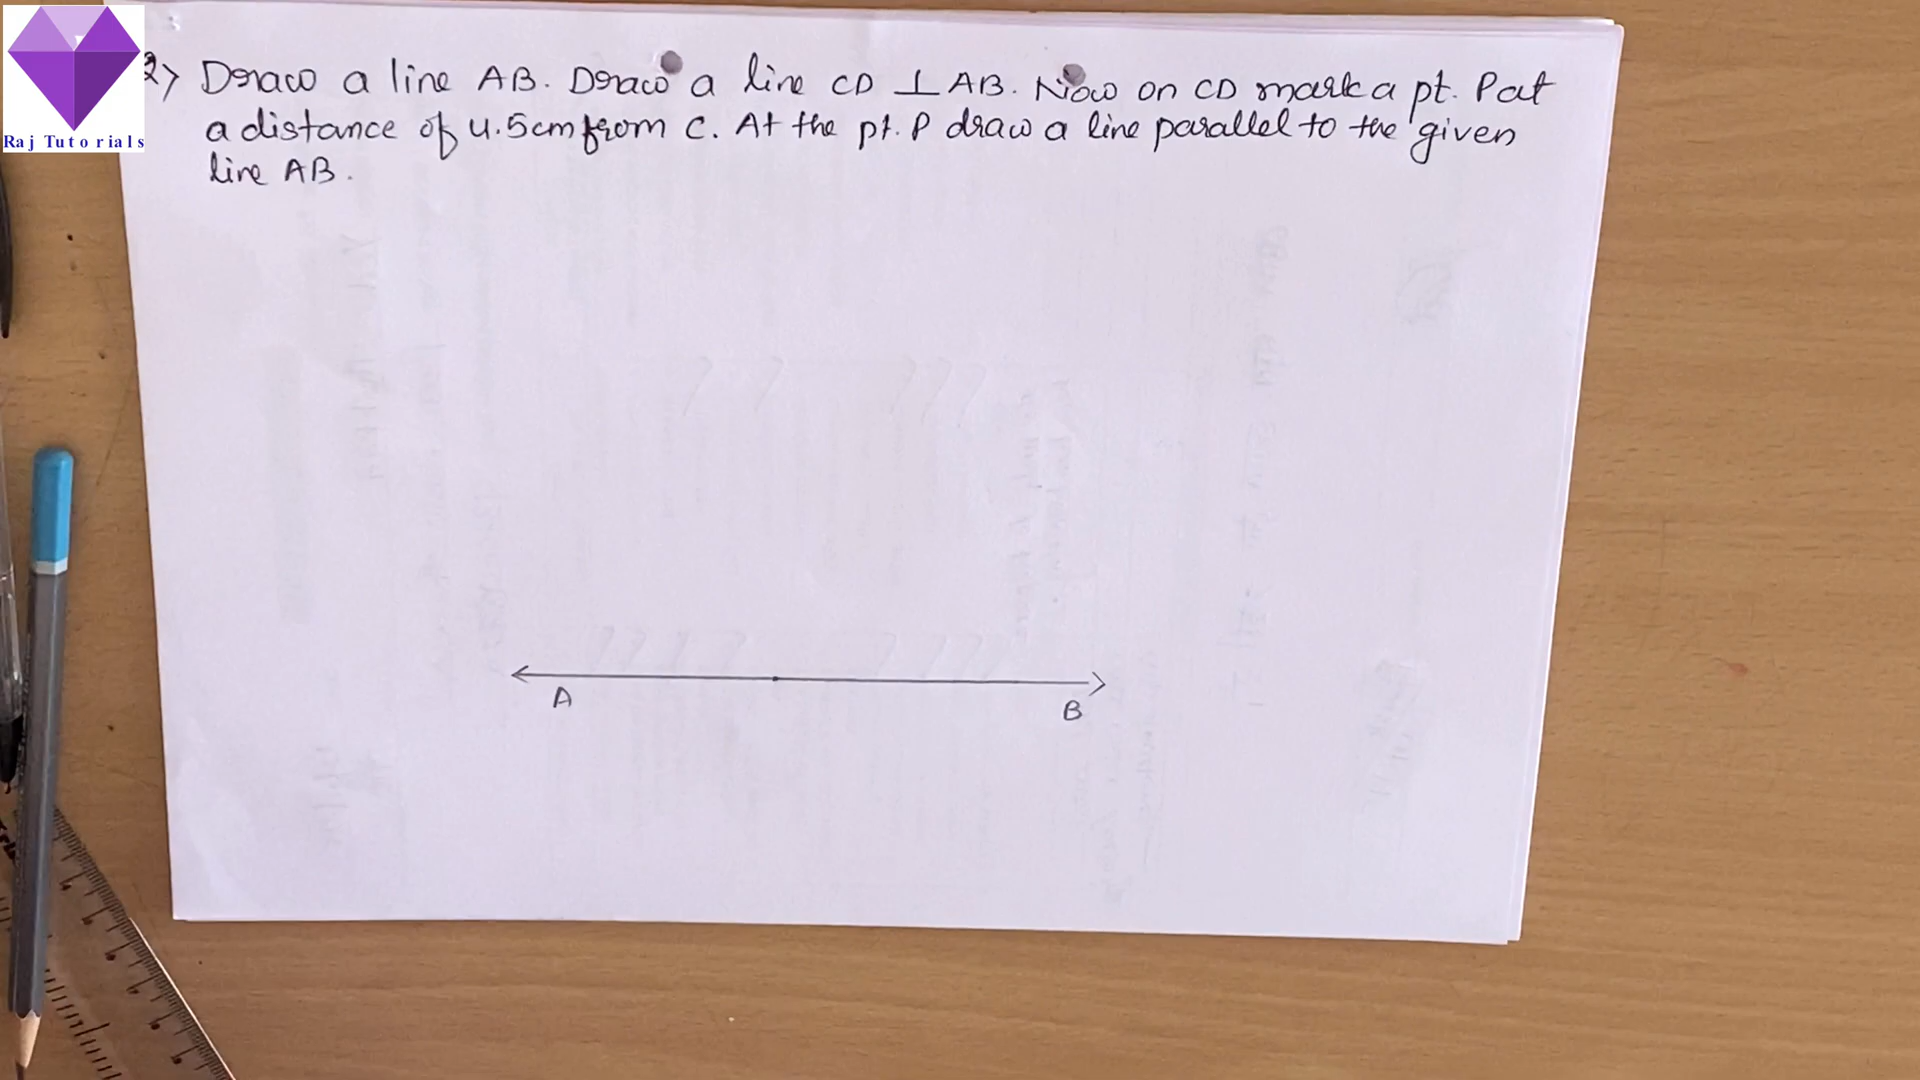 2> Draw a line AB. Draw a line CD ⊥ AB. Now on CD mark a pt. P at
a distance of 4.5cm from C. At the pt. P draw a line parallel to the given
line AB.
Raj Tutorials
A
B